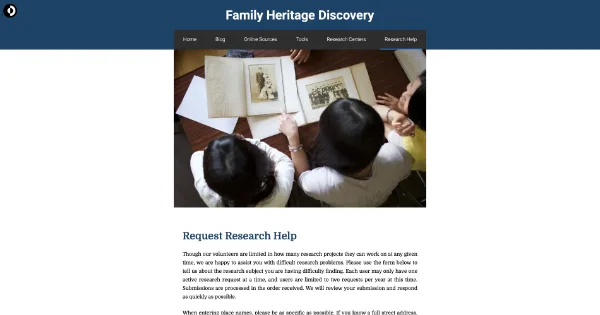 Family Heritage Discovery
Home Blog Online Sources Tools Research Centers Research Help
Request Research Help
Though our volunteers are limited in how many research projects they can work on at any given
time, we are happy to assist you with difficult research problems. Please use the form below to
tell us about the research subject you are having difficulty finding. Each user may only have one
active research request at a time, and users are limited to two requests per year at this time.
Submissions are processed in the order received. We will review your submission and respond
as quickly as possible.
When entering place names, please be as specific as possible. If you know a full street address,